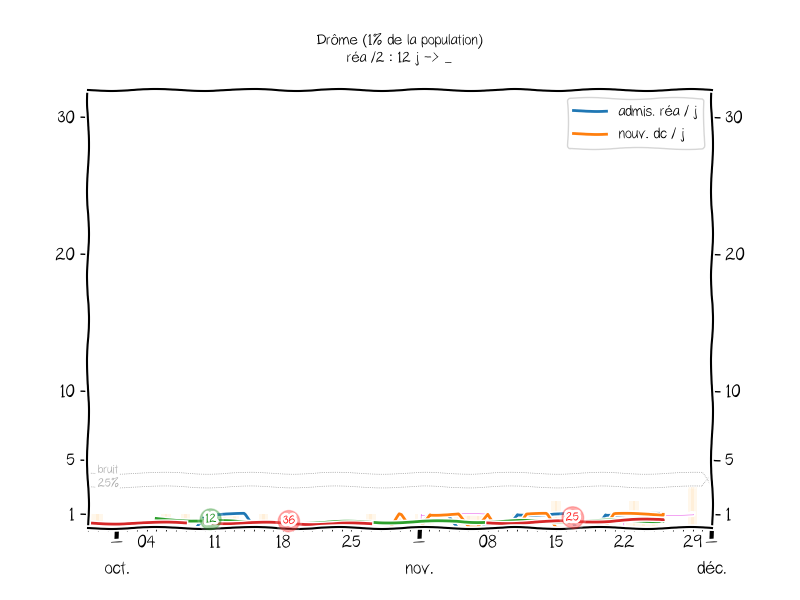 Drôme (1% de la population)
réa /2 : 12 j -> _
admis. réa / j
nouv. dc / j
30
30
20
20
10
10
5
5
bruit
25%
1
1
12
36
25
04
11
18
25
08
15
22
29
oct.
nov.
déc.